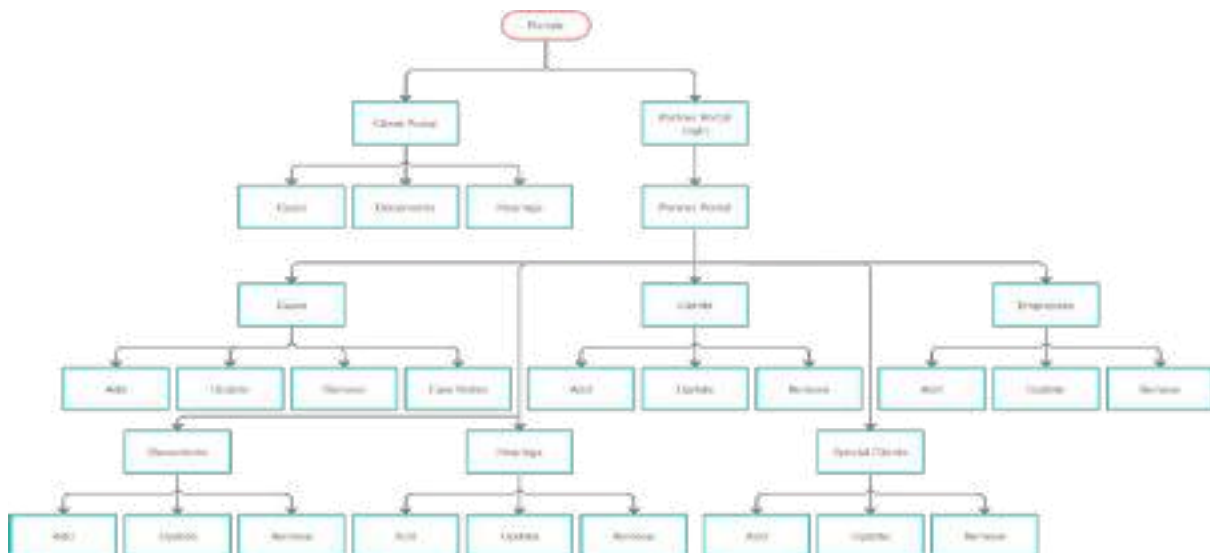 Client Portal
Partner Portal
Login
Cases
Documents
Hearings
Partner Portal
Cases
Clients
Employees
Add
Update
Remove
Case Notes
Add
Update
Remove
Add
Update
Remove
Documents
Hearings
Special Clients
Add
Update
Remove
Add
Update
Remove
Add
Update
Remove